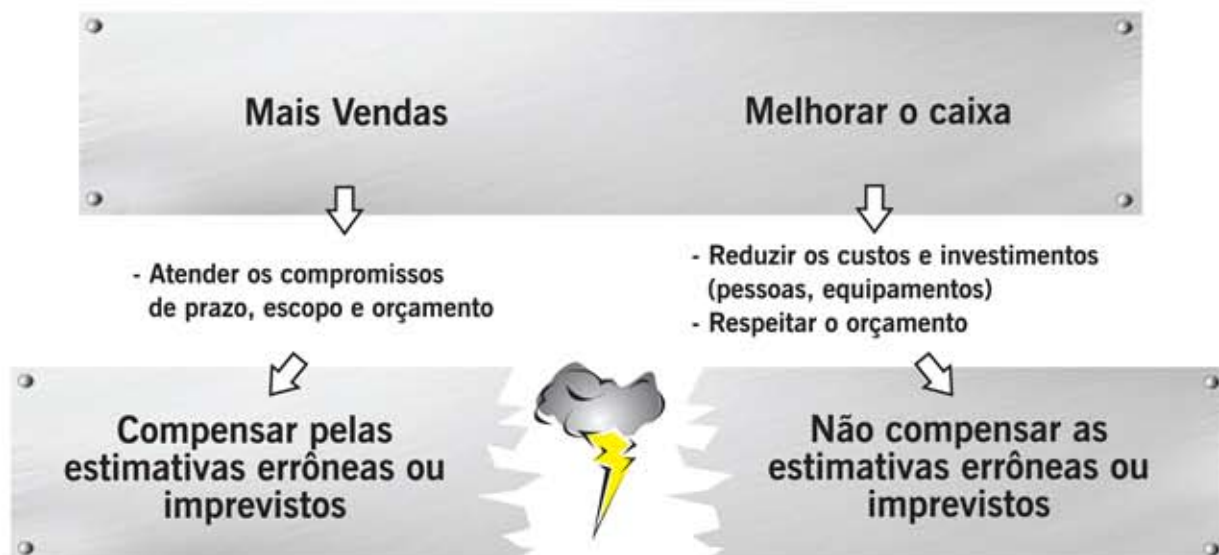 Mais Vendas
Melhorar o caixa
- Atender os compromissos
de prazo, escopo e orçamento
- Reduzir os custos e investimentos
(pessoas, equipamentos)
- Respeitar o orçamento
Compensar pelas
estimativas errôneas ou
imprevistos
Não compensar as
estimativas errôneas ou
imprevistos